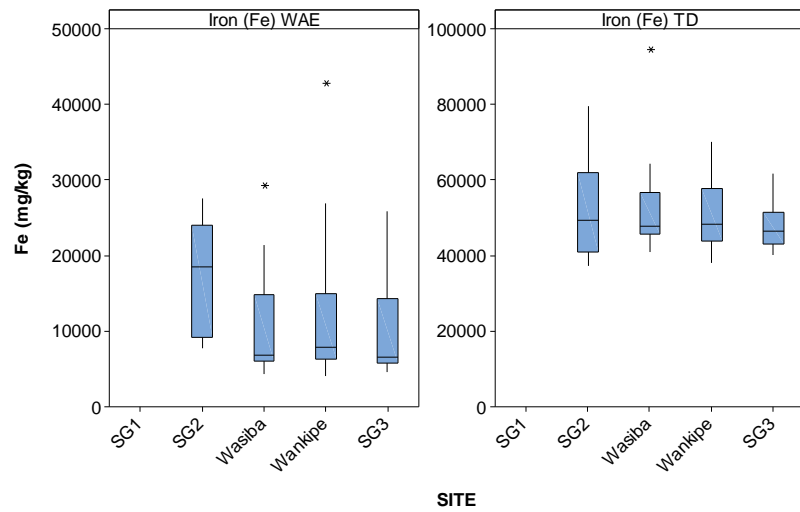 Iron (Fe) WAE
Iron (Fe) TD
Fe (mg/kg)
50000
40000
30000
20000
10000
0
100000
80000
60000
40000
20000
0
SG1
SG2
Wasiba
Wankipe
SG3
SG1
SG2
Wasiba
Wankipe
SG3
SITE